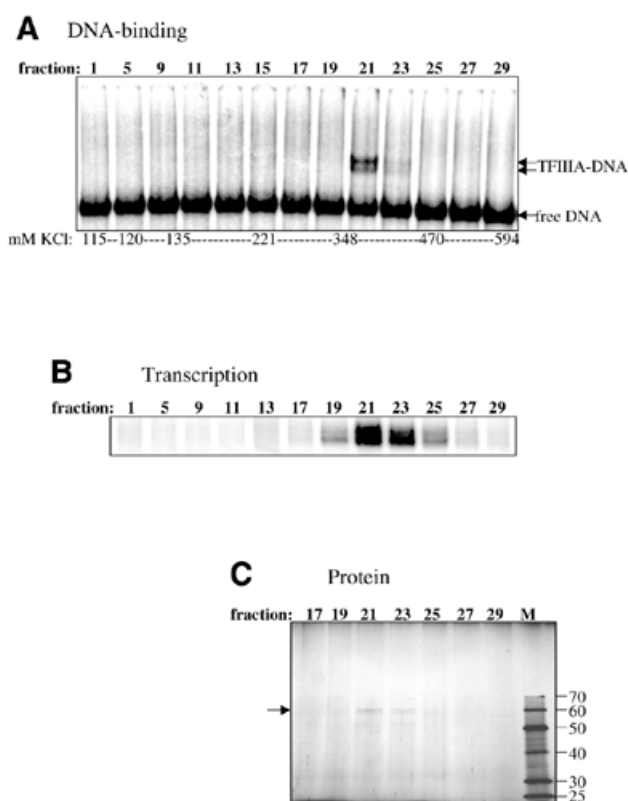 A DNA-binding
fraction: 1 5 9 11 13 15 17 19 21 23 25 27 29
TFIIIA-DNA
free DNA
mM KCl: 115--120----135-----------221-----------348--------------470---------594
B Transcription
fraction: 1 5 9 11 13 17 19 21 23 25 27 29
C Protein
fraction: 17 19 21 23 25 27 29 M
70
60
50
40
30
25